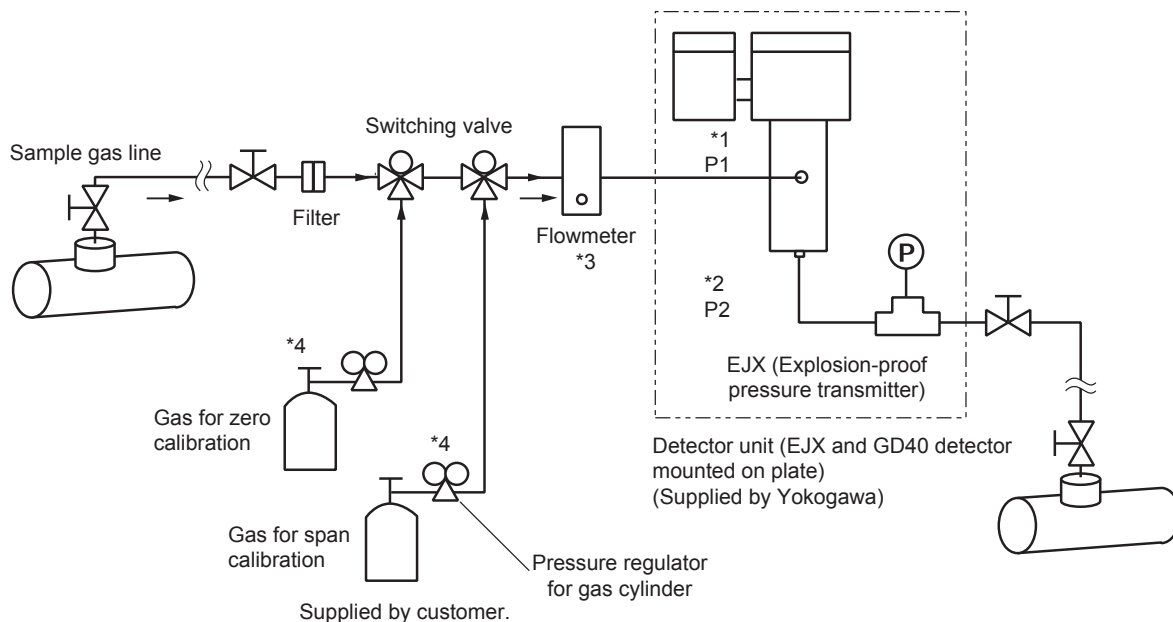 Switching valve
Sample gas line
*1
P1
Filter
Flowmeter
*3
P
*2
P2
*4
EJX (Explosion-proof
pressure transmitter)
Gas for zero
calibration
*4
Detector unit (EJX and GD40 detector
mounted on plate)
(Supplied by Yokogawa)
Gas for span
calibration
Pressure regulator
for gas cylinder
Supplied by customer.